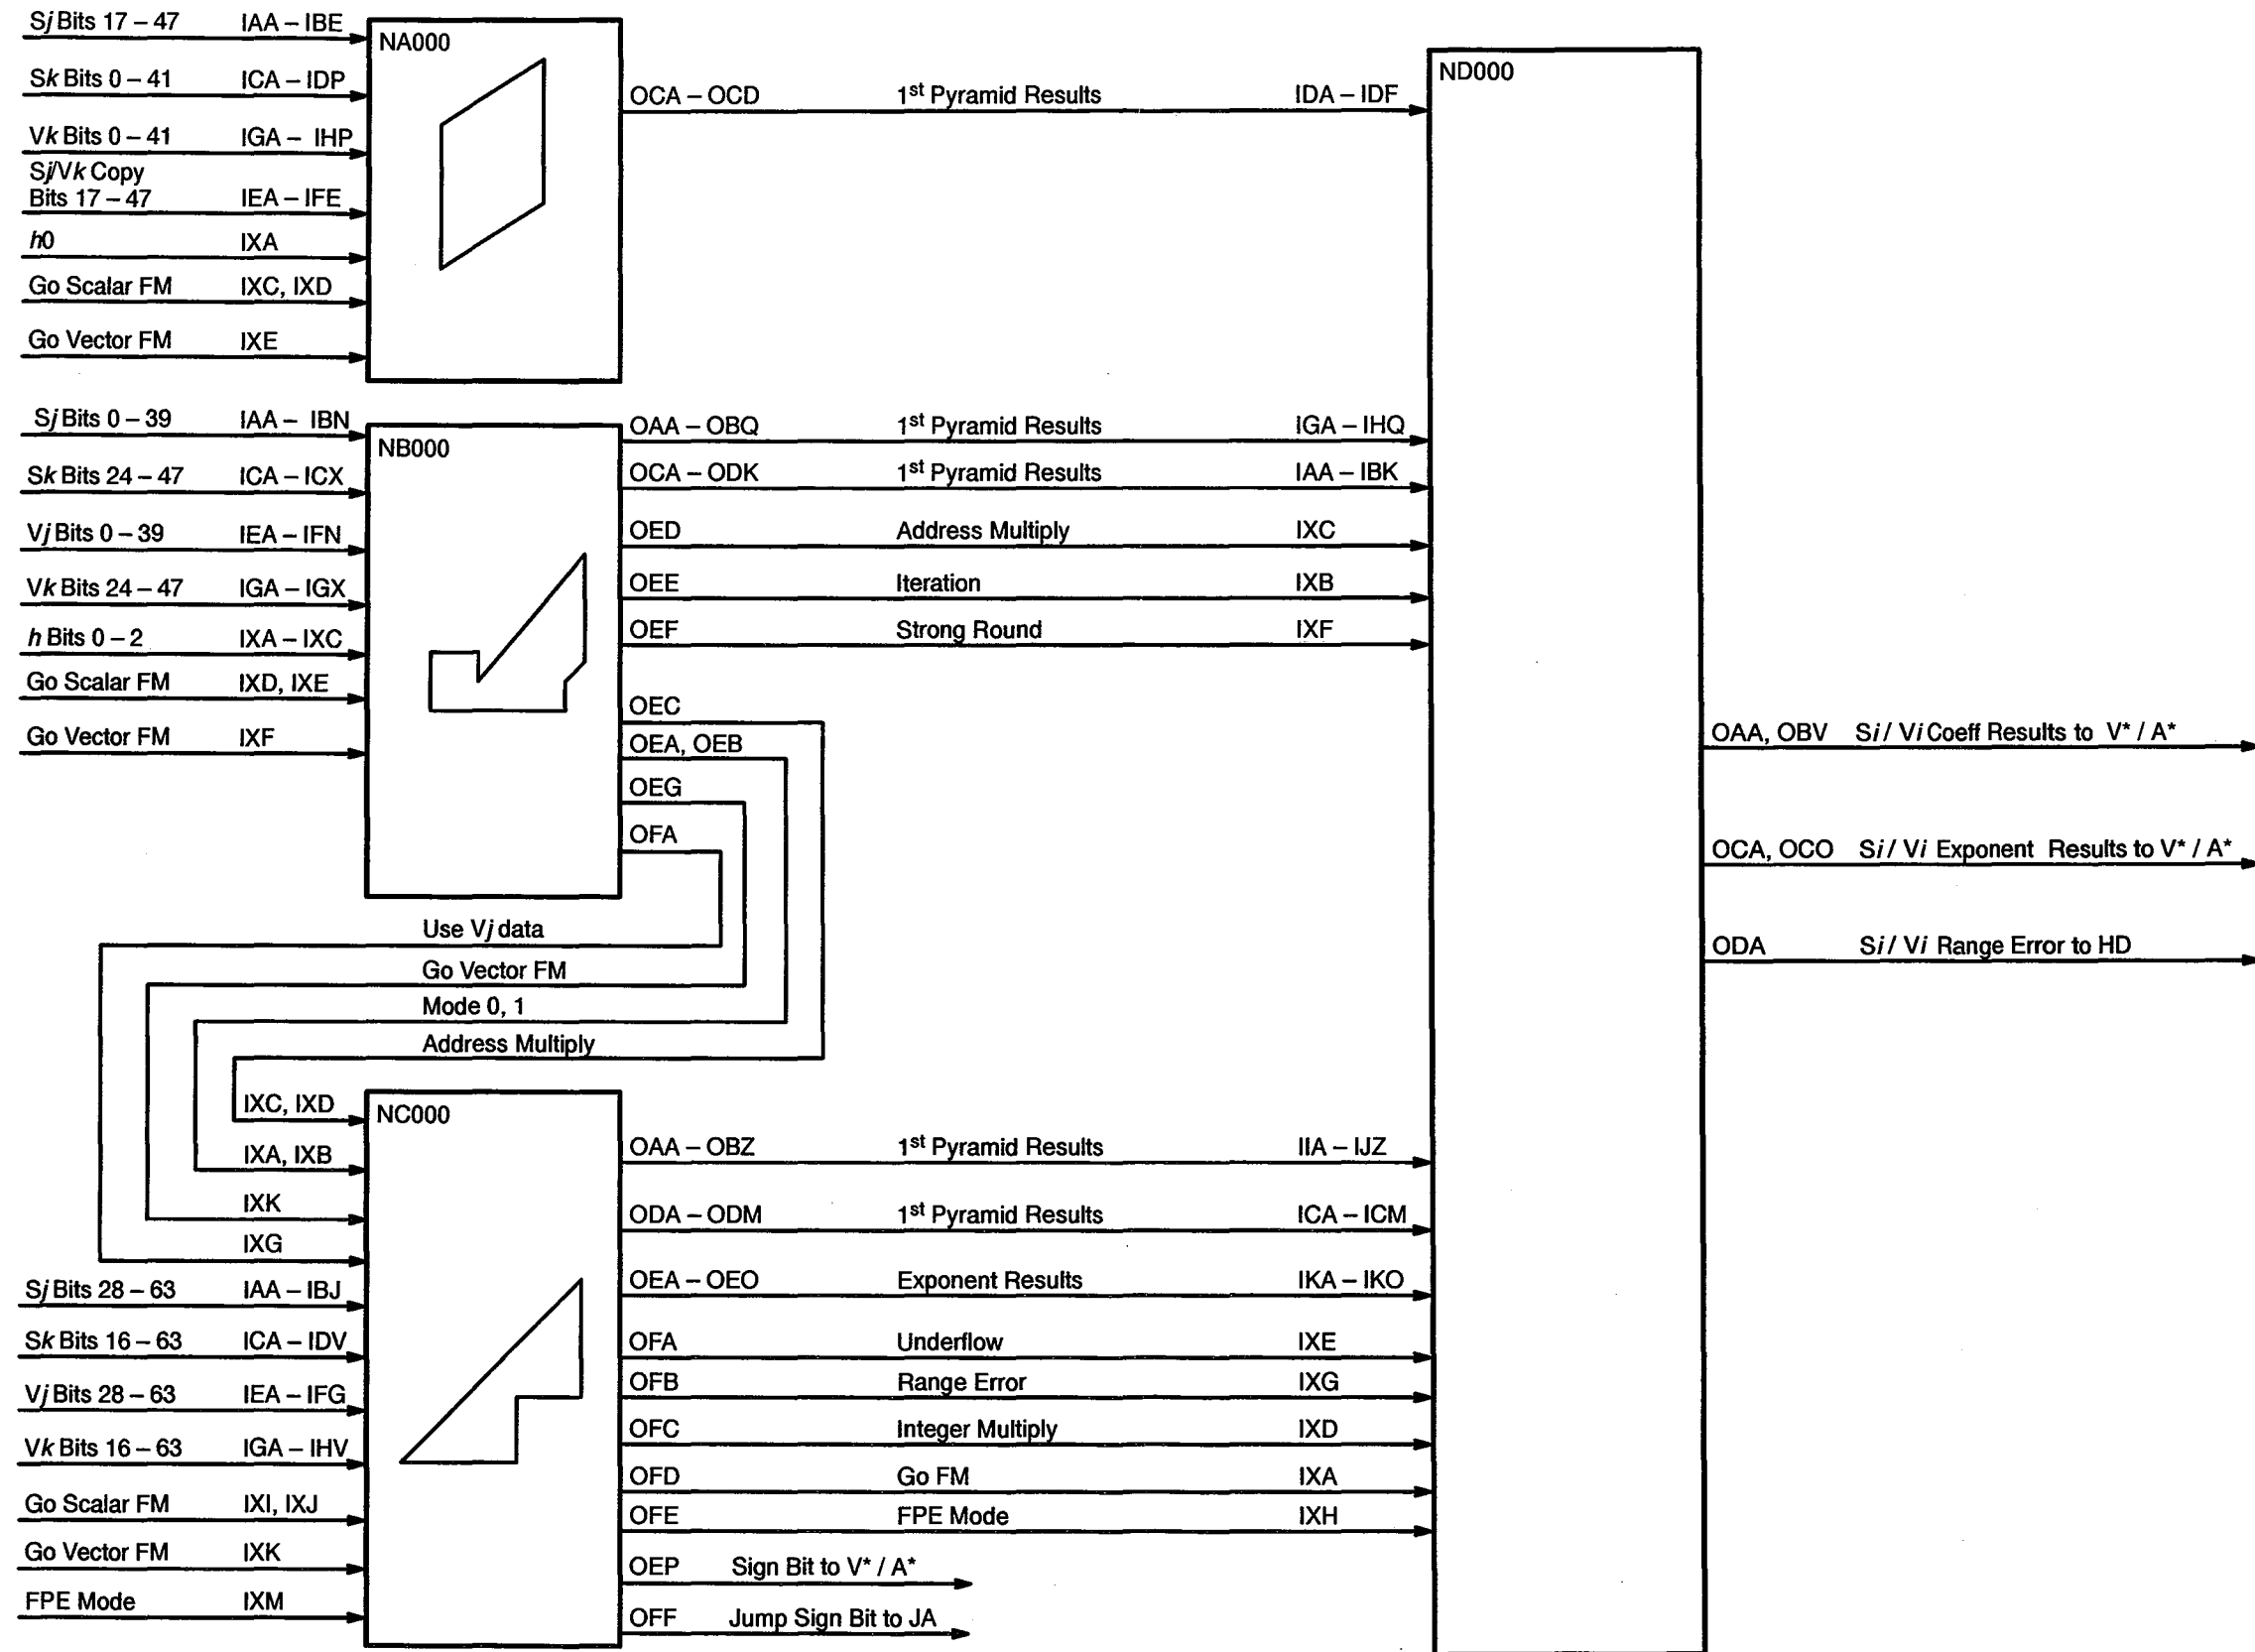 Sj Bits 17 – 47 IAA – IBE
NA000
Sk Bits 0 – 41 ICA – IDP
OCA – OCD 1st Pyramid Results IDA – IDF
ND000
Vk Bits 0 – 41 IGA – IHP
Sj/Vk Copy
Bits 17 – 47 IEA – IFE
h0 IXA
Go Scalar FM IXC, IXD
Go Vector FM IXE
Sj Bits 0 – 39 IAA – IBN
NB000
OAA – OBQ 1st Pyramid Results IGA – IHQ
Sk Bits 24 – 47 ICA – ICX
OCA – ODK 1st Pyramid Results IAA – IBK
Vj Bits 0 – 39 IEA – IFN
OED Address Multiply IXC
Vk Bits 24 – 47 IGA – IGX
OEE Iteration IXB
h Bits 0 – 2 IXA – IXC
OEF Strong Round IXF
Go Scalar FM IXD, IXE
OEC
Go Vector FM IXF
OEA, OEB
OEG
OFA
OAA, OBV Si / Vi Coeff Results to V* / A*
OCA, OCO Si / Vi Exponent Results to V* / A*
ODA Si / Vi Range Error to HD
Use Vj data
Go Vector FM
Mode 0, 1
Address Multiply
IXC, IXD
NC000
IXA, IXB
OAA – OBZ 1st Pyramid Results IIA – IJZ
IXK
ODA – ODM 1st Pyramid Results ICA – ICM
IXG
Sj Bits 28 – 63 IAA – IBJ
OEA – OEO Exponent Results IKA – IKO
Sk Bits 16 – 63 ICA – IDV
OFA Underflow IXE
Vj Bits 28 – 63 IEA – IFG
OFB Range Error IXG
Vk Bits 16 – 63 IGA – IHV
OFC Integer Multiply IXD
Go Scalar FM IXI, IXJ
OFD Go FM IXA
OFE FPE Mode IXH
Go Vector FM IXK
OEP Sign Bit to V* / A*
FPE Mode IXM
OFF Jump Sign Bit to JA